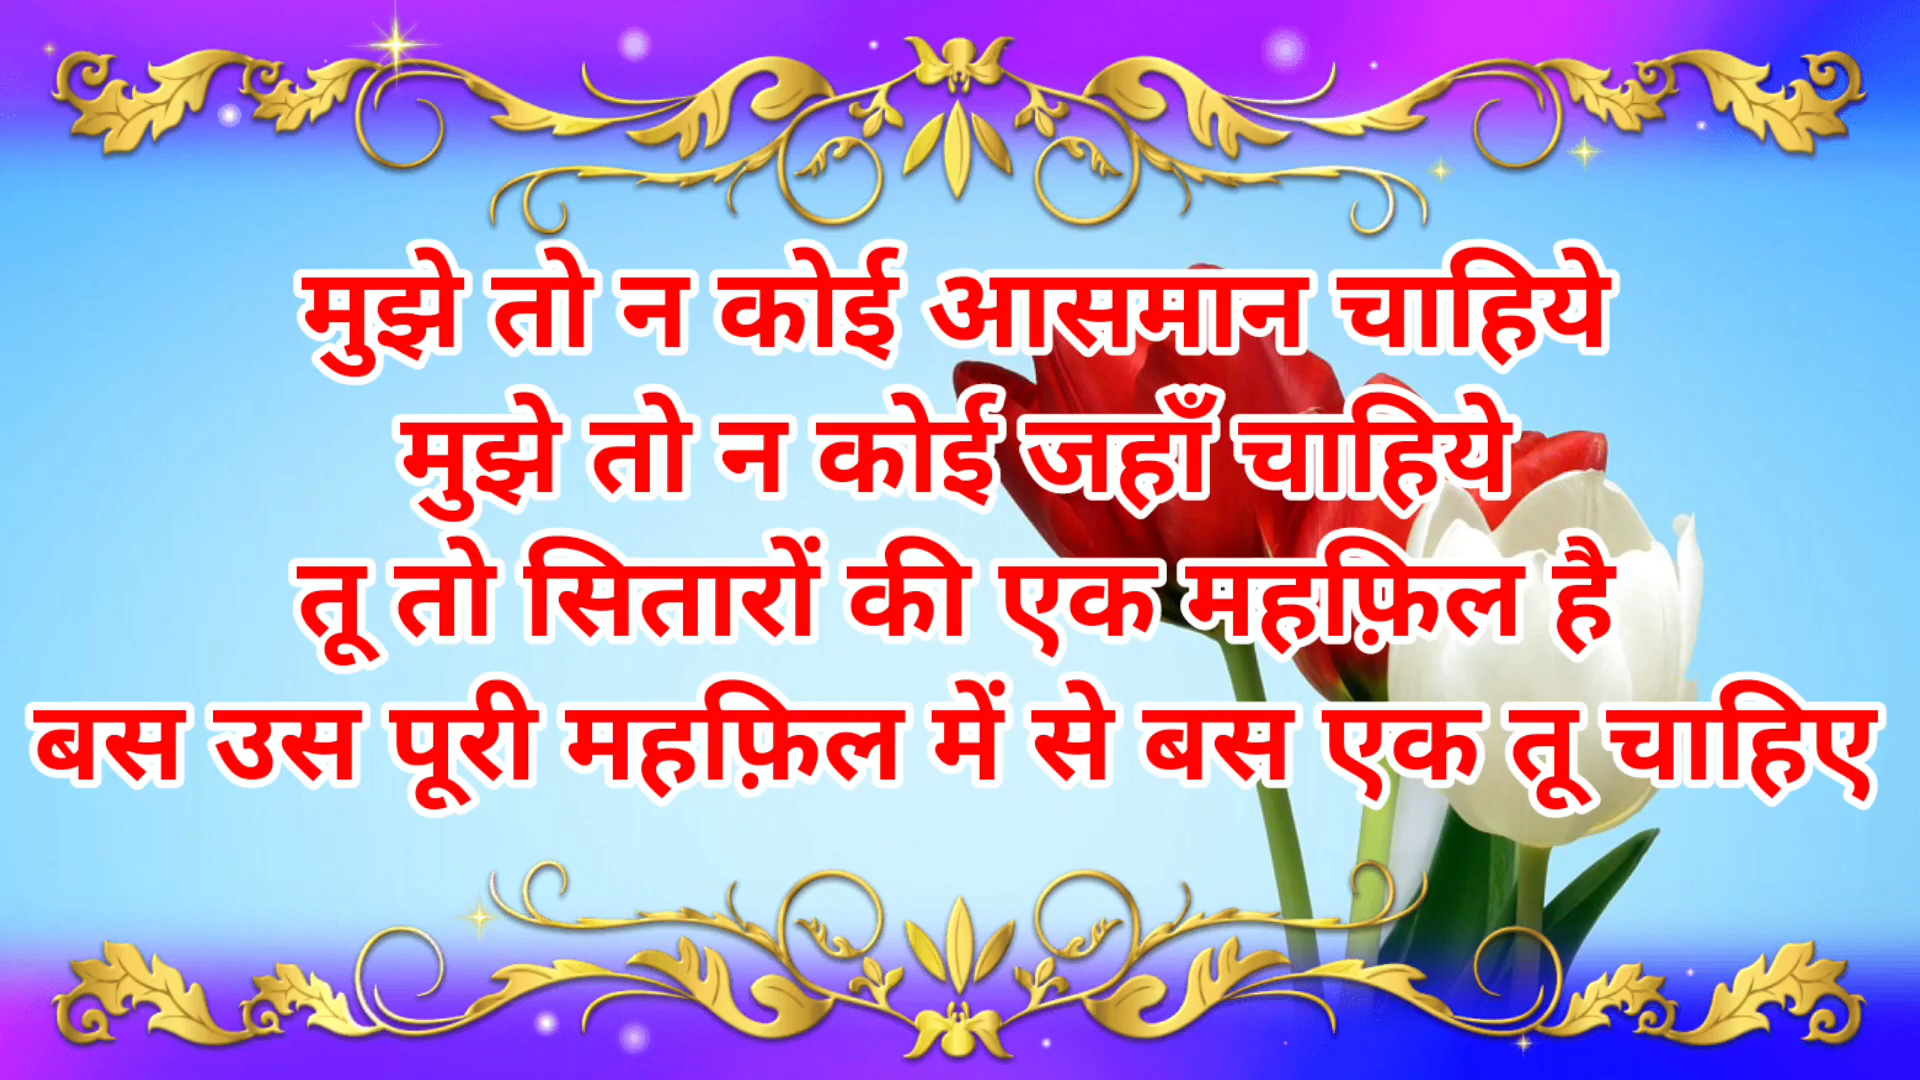 मुझे तो न कोई आसमान चाहिये
मुझे तो न कोई जहाँ चाहिये
तू तो सितारों की एक महफ़िल है
बस उस पूरी महफ़िल में से बस एक तू चाहिए